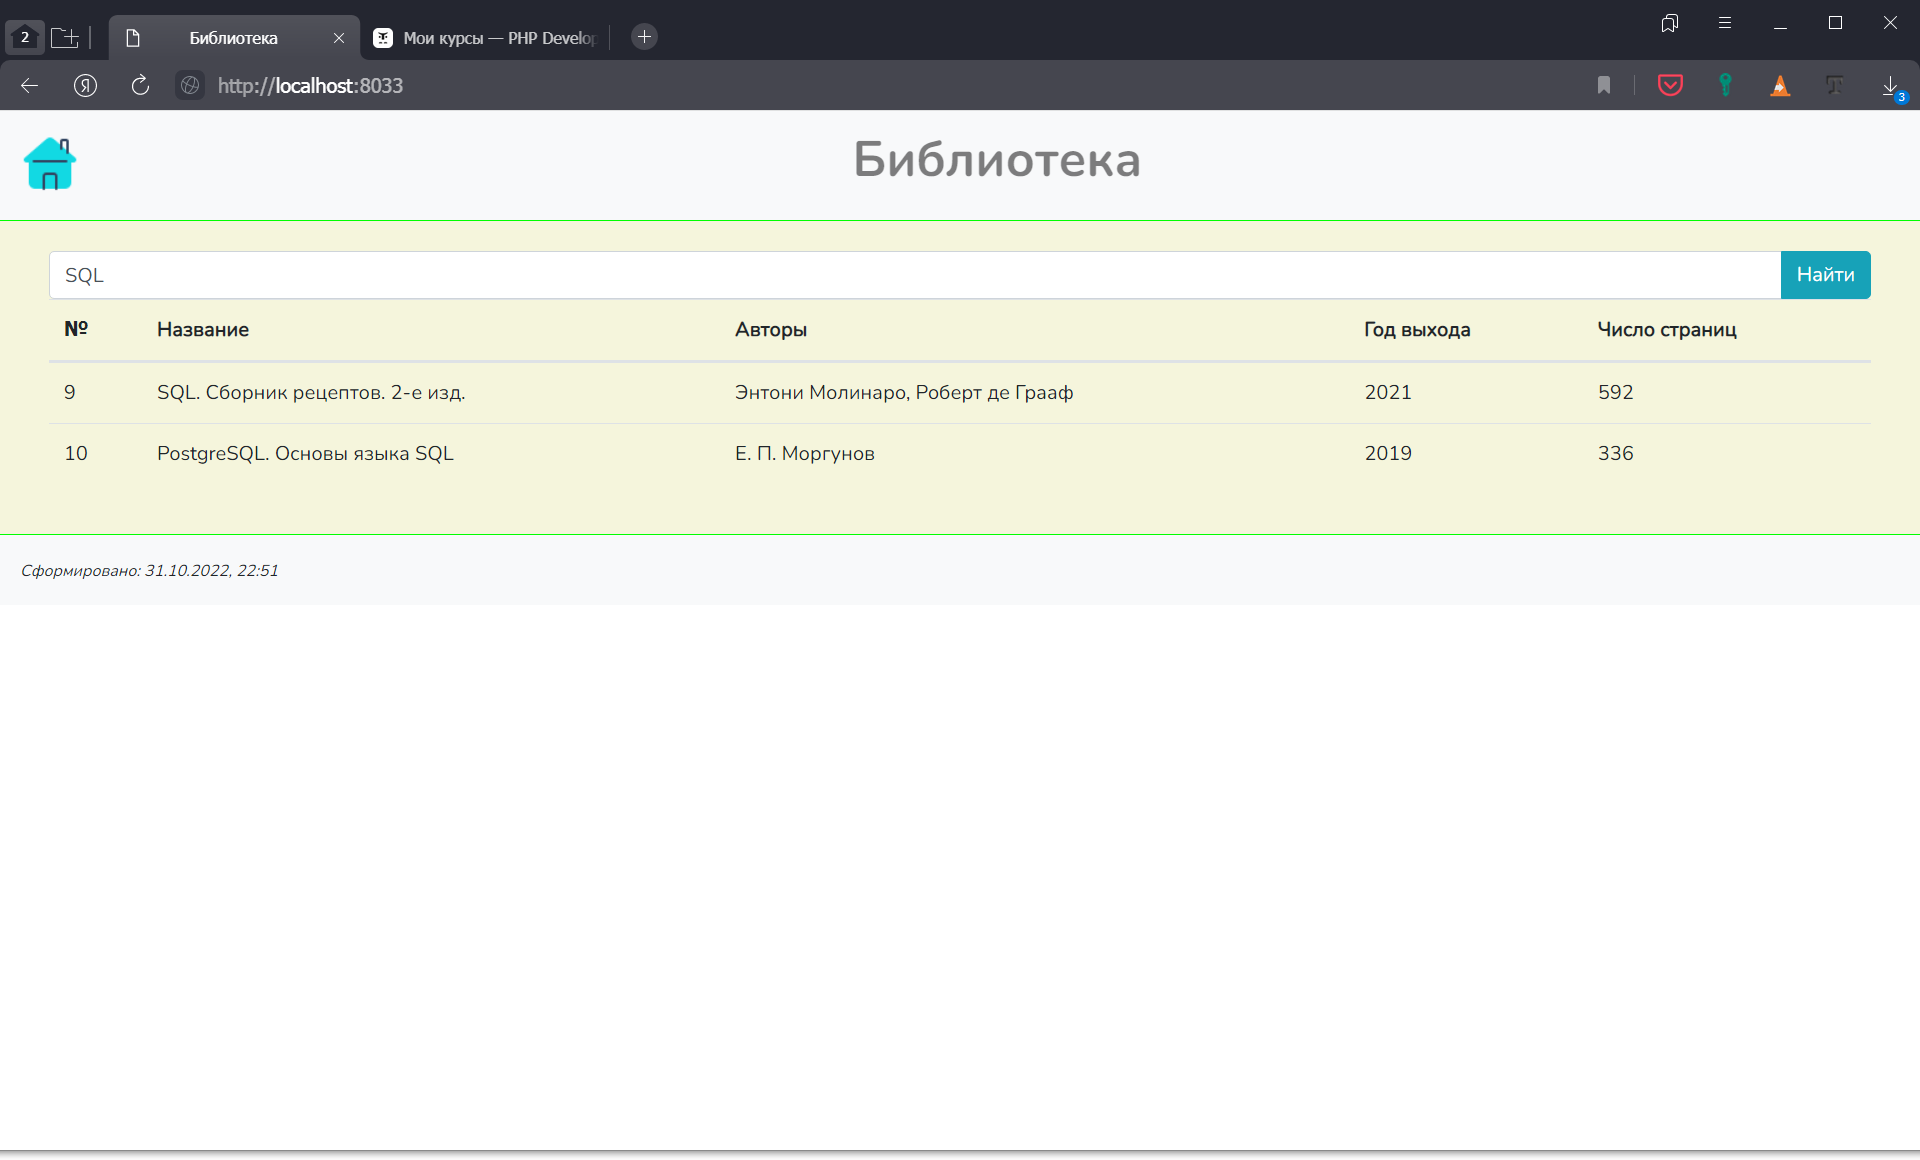 2
Библиотека
Мои курсы — PHP Develop
http://localhost:8033
3
Библиотека
SQL
Найти
№ Название Авторы Год выхода Число страниц
9 SQL. Сборник рецептов. 2-е изд. Энтони Молинаро, Роберт де Грааф 2021 592
10 PostgreSQL. Основы языка SQL Е. П. Моргунов 2019 336
Сформировано: 31.10.2022, 22:51